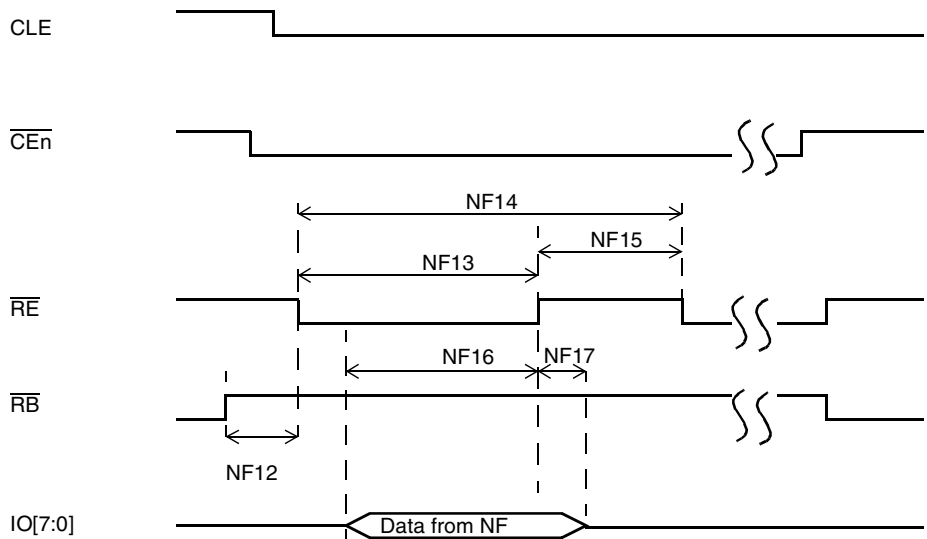 CLE
CEn
NF14
NF15
NF13
RE
NF16
NF17
RB
NF12
IO[7:0]
Data from NF